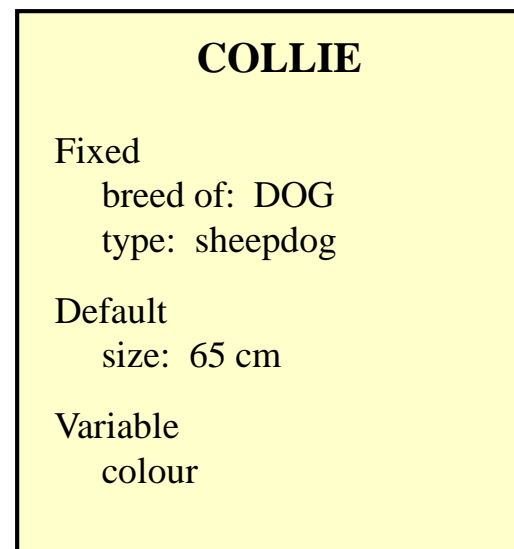 COLLIE
Fixed
breed of: DOG
type: sheepdog
Default
size: 65 cm
Variable
colour